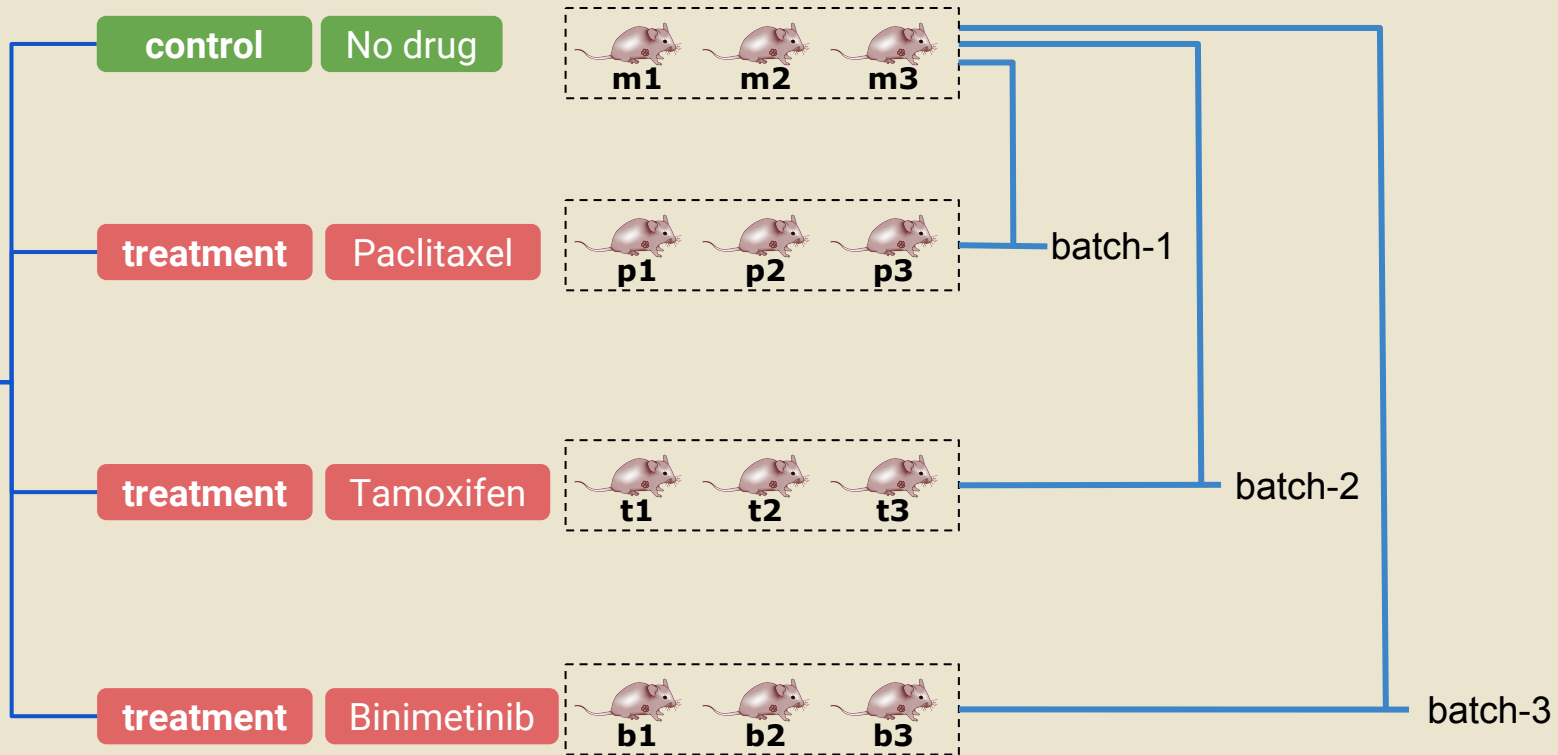 control No drug
m1 m2 m3
treatment Paclitaxel
p1 p2 p3
batch-1
treatment Tamoxifen
t1 t2 t3
batch-2
treatment Binimetinib
b1 b2 b3
batch-3